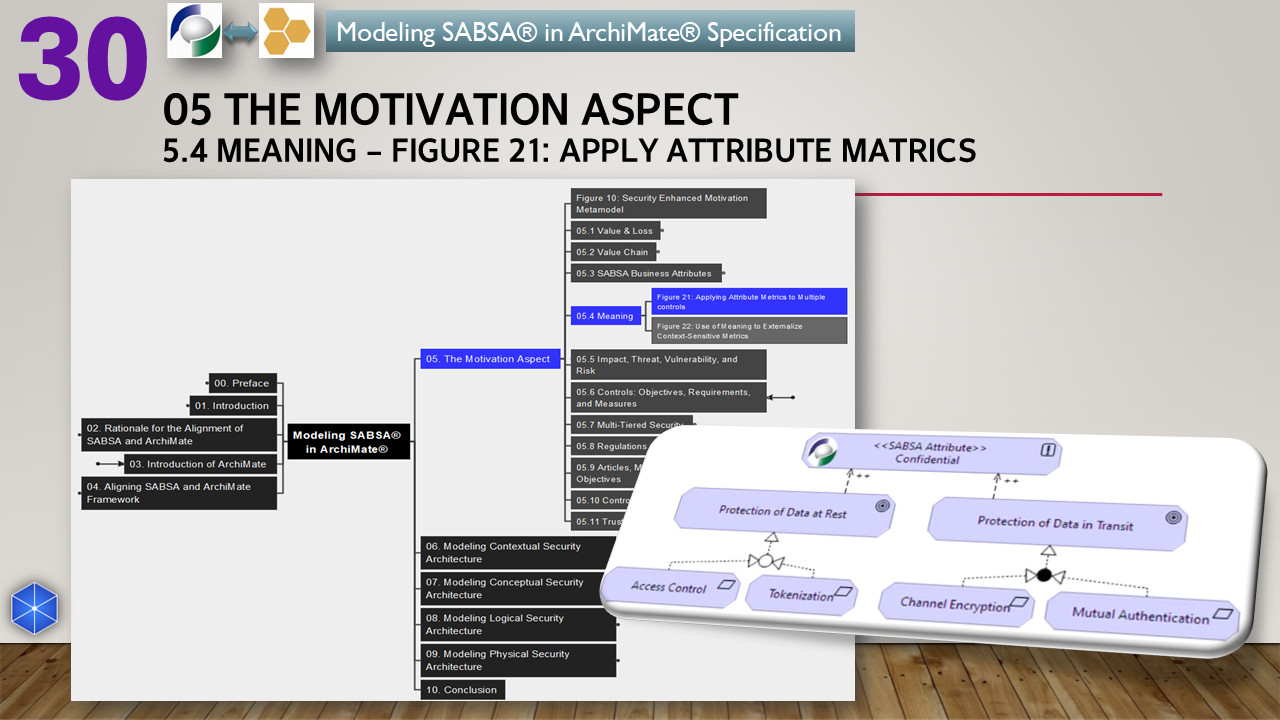 30
Modeling SABSA® in ArchiMate® Specification
05 THE MOTIVATION ASPECT
5.4 MEANING – FIGURE 21: APPLY ATTRIBUTE MATRICS
Figure 10: Security Enhanced Motivation
Metamodel
05.1 Value & Loss
05.2 Value Chain
05.3 SABSA Business Attributes
05.4 Meaning
Figure 21: Applying Attribute Metrics to Multiple
controls
Figure 22: Use of Meaning to Externalize
Context-Sensitive Metrics
05. The Motivation Aspect
05.5 Impact, Threat, Vulnerability, and
Risk
05.6 Controls: Objectives, Requirements,
and Measures
05.7 Multi-Tiered Security
05.8 Regulations
05.9 Articles,
Objectives
05.10
05.11
00. Preface
01. Introduction
02. Rationale for the Alignment of
SABSA and ArchiMate
03. Introduction of ArchiMate
04. Aligning SABSA and ArchiMate
Framework
Modeling SABSA®
in ArchiMate®
06. Modeling Contextual Security
Architecture
07. Modeling Conceptual Security
Architecture
08. Modeling Logical Security
Architecture
09. Modeling Physical Security
Architecture
10. Conclusion
<<SABSA Attribute>>
Confidential
++
++
Protection of Data at Rest
Protection of Data in Transit
Access Control
Tokenization
Channel Encryption
Mutual Authentication